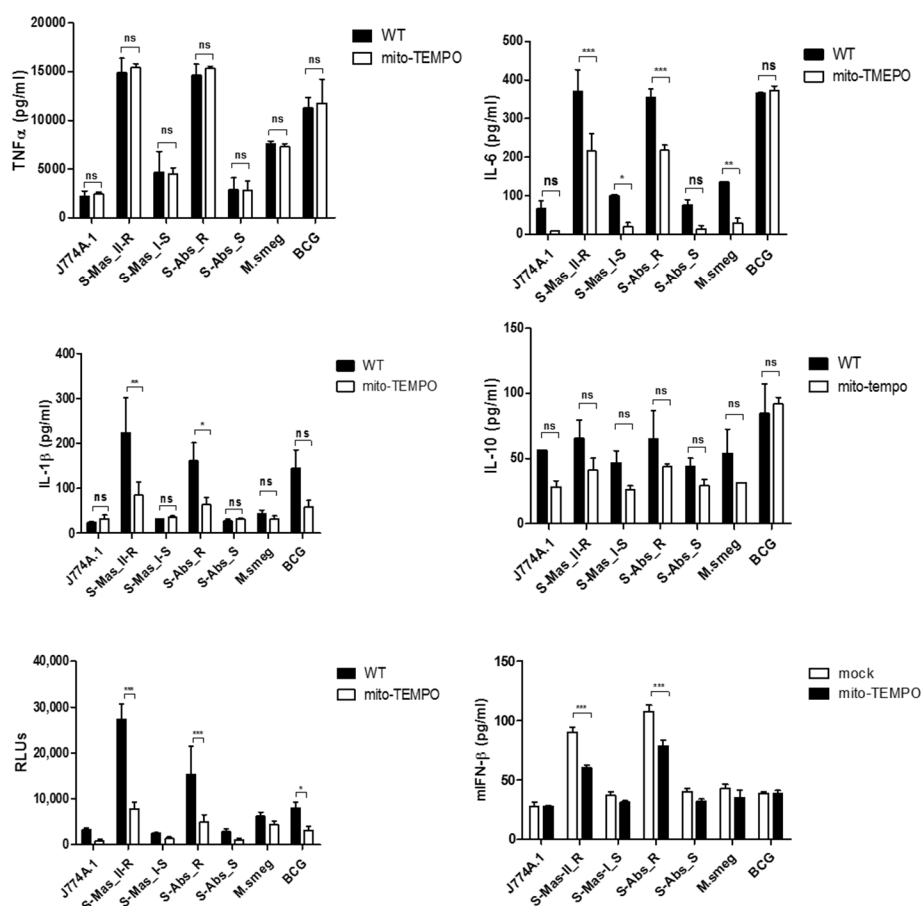 20000
15000
10000
5000
0
TNFα (pg/ml)
ns
ns
ns
ns
ns
ns
ns
WT
mito-TEMPO
J774A.1
S-Mas_II-R
S-Mas_I-S
S-Abs_R
S-Abs_S
M.smeg
BCG
500
400
300
200
100
0
IL-6 (pg/ml)
ns
***
*
***
ns
**
ns
WT
mito-TMEPO
J774A.1
S-Mas_II-R
S-Mas_I-S
S-Abs_R
S-Abs_S
M.smeg
BCG
400
300
200
100
0
IL-1β (pg/ml)
ns
**
ns
*
ns
ns
ns
WT
mito-TEMPO
J774A.1
S-Mas_II-R
S-Mas_I-S
S-Abs_R
S-Abs_S
M.smeg
BCG
150
100
50
0
IL-10 (pg/ml)
ns
ns
ns
ns
ns
ns
ns
WT
mito-tempo
J774A.1
S-Mas_II-R
S-Mas_I-S
S-Abs_R
S-Abs_S
M.smeg
BCG
40,000
30,000
20,000
10,000
0
RLUs
***
***
*
WT
mito-TEMPO
J774A.1
S-Mas_II-R
S-Mas_I-S
S-Abs_R
S-Abs_S
M.smeg
BCG
150
100
50
0
mIFN-β (pg/ml)
***
***
mock
mito-TEMPO
J774A.1
S-Mas-II_R
S-Mas-I_S
S-Abs_R
S-Abs_S
M.smeg
BCG